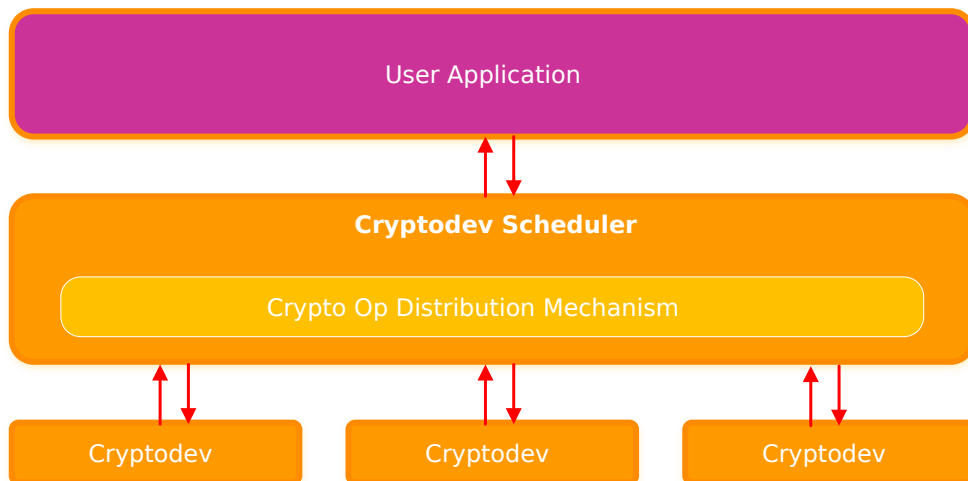 User Application
Cryptodev Scheduler
Crypto Op Distribution Mechanism
Cryptodev
Cryptodev
Cryptodev